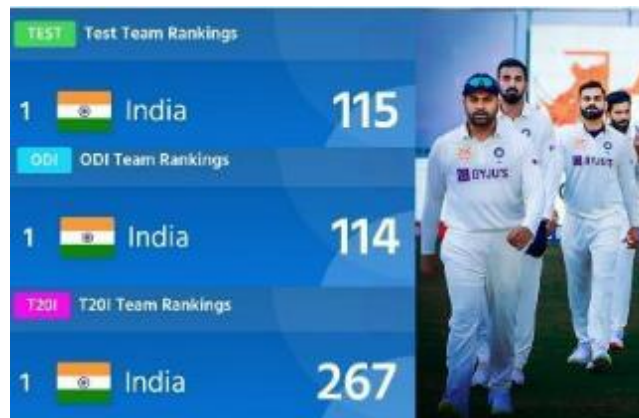 TEST Test Team Rankings
1 India 115
ODI ODI Team Rankings
1 India 114
T20I T20I Team Rankings
1 India 267
BYJU'S
BYJU'S